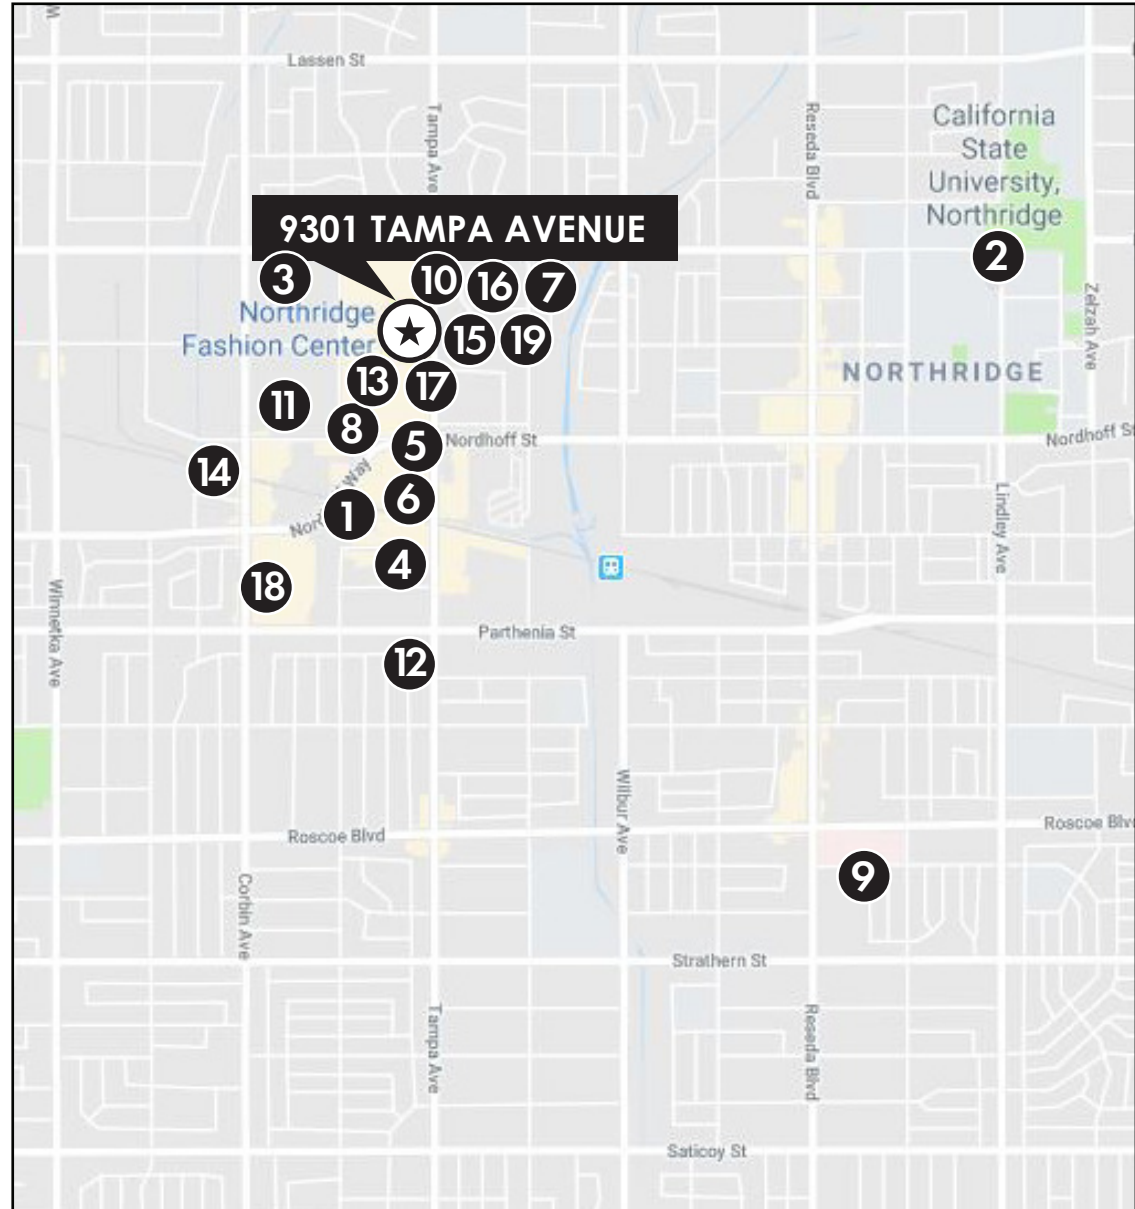 W
Lassen St
Tampa Ave
Reseda Blvd
California
State
University,
Northridge
9301 TAMPA AVENUE
2
3
10
16
7
Zelzah Ave
Northridge
Fashion Center
15
19
13
17
NORTHRIDGE
11
8
5
Nordhoff St
Nordhoff St
14
Way
6
1
Nor
Lindley Ave
4
18
Winnetka Ave
Parthenia St
12
Wilbur Ave
Roscoe Blvd
Roscoe Blvd
9
Corbin Ave
Strathern St
Tampa Ave
Reseda Blvd
Saticoy St